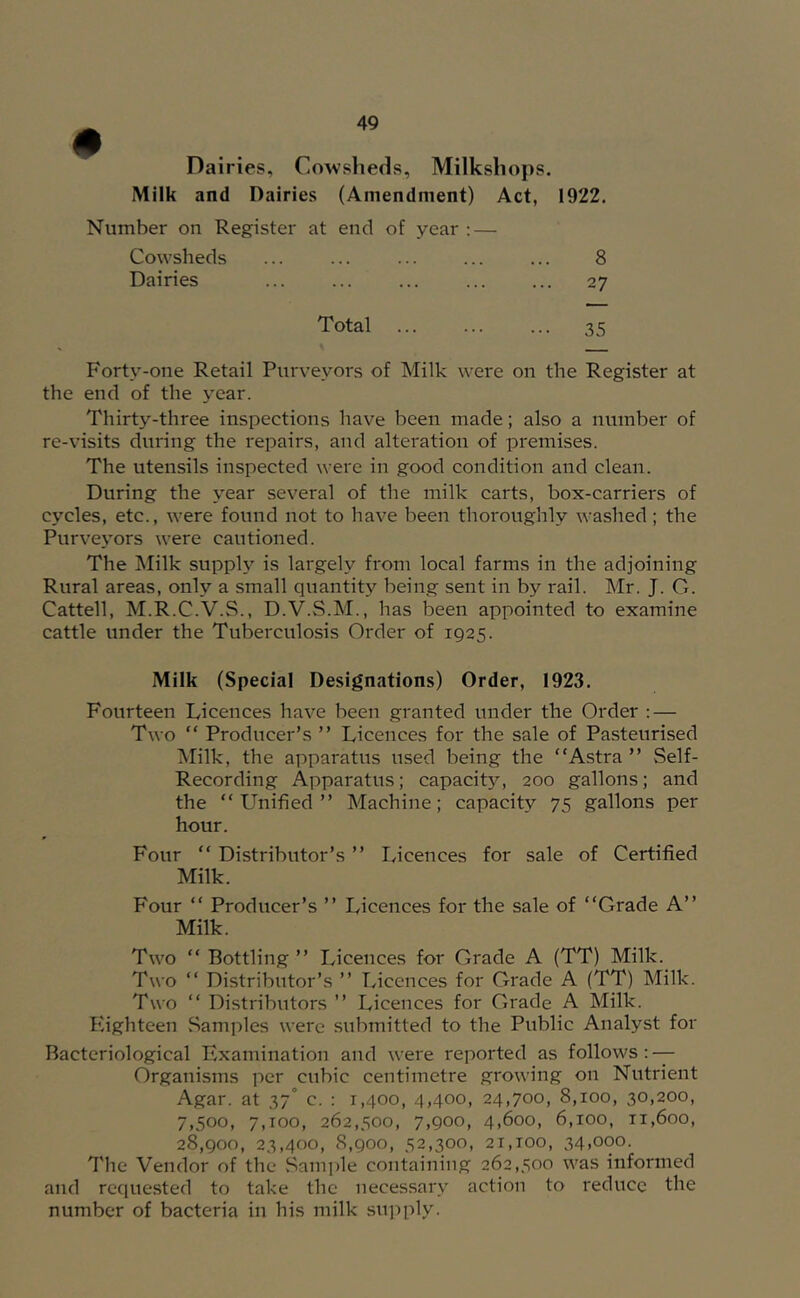 49
Dairies, Cowsheds, Milkshops.
Milk and Dairies (Amendment) Act, 1922.
Number on Register at end of year :—
Cowsheds ... ... ... ... ... 8
Dairies ... ... ... ... ... 27
Total ... ... ... 35
Forty-one Retail Purveyors of Milk were on the Register at
the end of the year.
Thirty-three inspections have been made; also a number of
re-visits during the repairs, and alteration of premises.
The utensils inspected were in good condition and clean.
During the year several of the milk carts, box-carriers of
cycles, etc., were found not to have been thoroughly washed; the
Purveyors were cautioned.
The Milk supply is largely from local farms in the adjoining
Rural areas, only a small quantity being sent in by rail. Mr. J. G.
Cattell, M.R.C.V.S., D.V.S.M., has been appointed to examine
cattle under the Tuberculosis Order of 1925.
Milk (Special Designations) Order, 1923.
Fourteen Licences have been granted under the Order :—
Two “ Producer’s ” Licences for the sale of Pasteurised
Milk, the apparatus used being the “Astra ” Self-
Recording Apparatus; capacity, 200 gallons; and
the “ Unified ” Machine; capacity 75 gallons per
hour.
Four “ Distributor’s ” Licences for sale of Certified
Milk.
Four “ Producer’s ” Licences for the sale of “Grade A”
Milk.
Two “ Bottling ” Licences for Grade A (TT) Milk.
Two “ Distributor’s ” Licences for Grade A (TT) Milk.
Two “ Distributors ” Licences for Grade A Milk.
Eighteen Samples were submitted to the Public Analyst for
Bacteriological Examination and were reported as follows :—
Organisms per cubic centimetre growing on Nutrient
Agar. at 37° c. : 1,400, 4,400, 24,700, 8,100, 30,200,
7,500, 7,100, 262,500, 7,900, 4,600, 6,100, 11,600,
28,900, 23,400, 8,900, 52,300, 21,100, 34,000.
The Vendor of the Sample containing 262,500 was informed
and requested to take the necessary action to reduce the
number of bacteria in his milk supply.